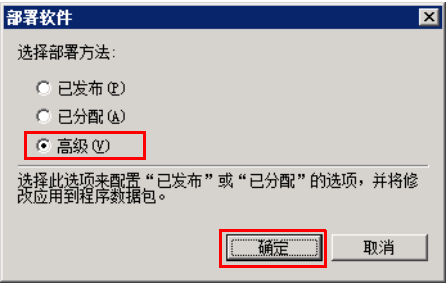 部署软件
选择部署方法:
已发布(P)
已分配(A)
高级(V)
选择此选项来配置“已发布”或“已分配”的选项，并将修
改应用到程序数据包。
确定
取消